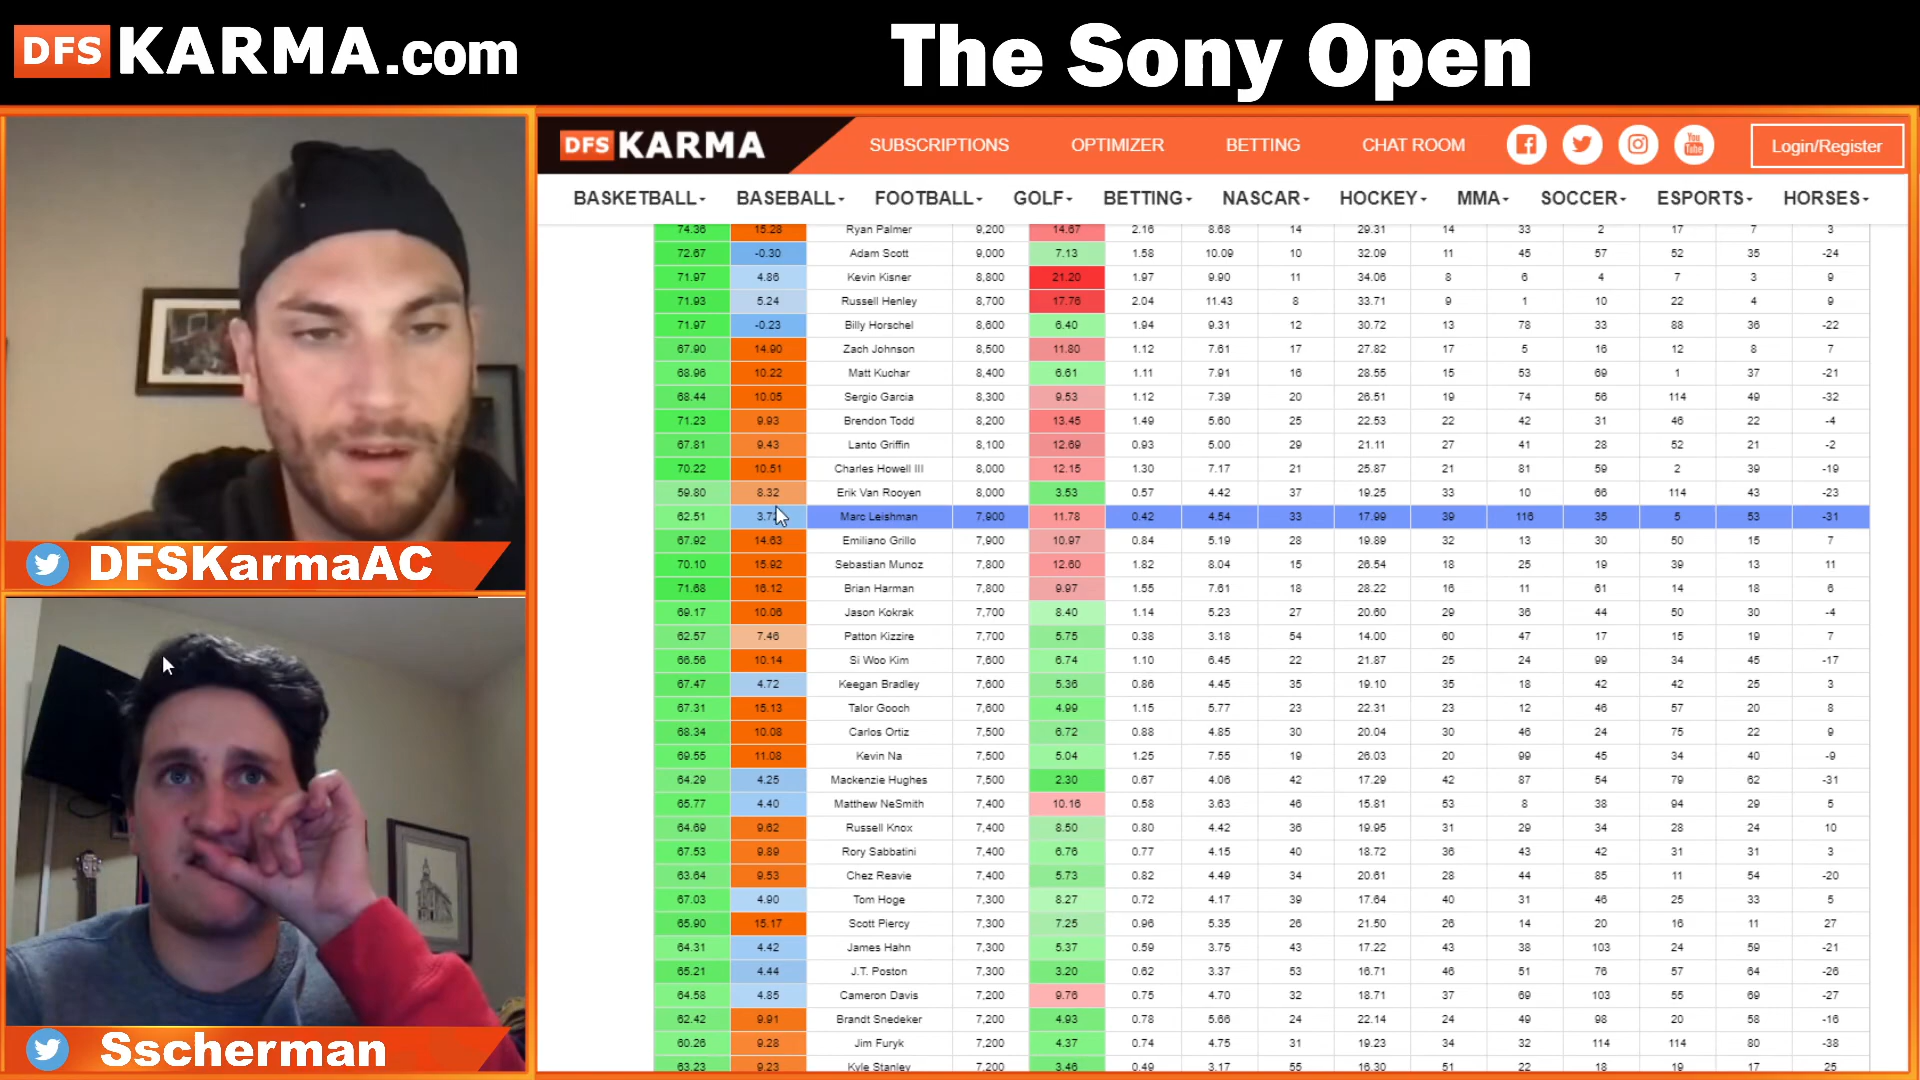 DFS KARMA.com
The Sony Open
DFS KARMA SUBSCRIPTIONS OPTIMIZER BETTING CHAT ROOM You Tube Login/Register
BASKETBALL BASEBALL FOOTBALL GOLF BETTING NASCAR HOCKEY MMA SOCCER ESPORTS HORSES
74.36 15.28 Ryan Palmer 9,200 14.67 2.16 8.68 14 29.31 14 33 2 17 7 3
72.67 -0.30 Adam Scott 9,000 7.13 1.58 10.09 10 32.09 11 45 57 52 35 -24
71.97 4.86 Kevin Kisner 8,800 21.20 1.97 9.90 11 34.06 8 6 4 7 3 9
71.93 5.24 Russell Henley 8,700 17.76 2.04 11.43 8 33.71 9 1 10 22 4 9
71.97 -0.23 Billy Horschel 8,600 6.40 1.94 9.31 12 30.72 13 78 33 88 36 -22
67.90 14.90 Zach Johnson 8,500 11.80 1.12 7.61 17 27.82 17 5 16 12 8 7
68.96 10.22 Matt Kuchar 8,400 6.61 1.11 7.91 16 28.55 15 53 69 1 37 -21
68.44 10.05 Sergio Garcia 8,300 9.53 1.12 7.39 20 26.51 19 74 56 114 49 -32
71.23 9.93 Brendon Todd 8,200 13.45 1.49 5.60 25 22.53 22 42 31 46 22 -4
67.81 9.43 Lanto Griffin 8,100 12.69 0.93 5.00 29 21.11 27 41 28 52 21 -2
70.22 10.51 Charles Howell III 8,000 12.15 1.30 7.17 21 25.87 21 81 59 2 39 -19
59.80 8.32 Erik Van Rooyen 8,000 3.53 0.57 4.42 37 19.25 33 10 66 114 43 -23
62.51 Marc Leishman 7,900 11.78 0.42 4.54 33 17.99 39 116 35 5 53 -31
67.92 14.63 Emiliano Grillo 7,900 10.97 0.84 5.19 28 19.89 32 13 30 50 15 7
70.10 15.92 Sebastian Munoz 7,800 12.60 1.82 8.04 15 26.54 18 25 19 39 13 11
71.68 16.12 Brian Harman 7,800 9.97 1.55 7.61 18 28.22 16 11 61 14 18 6
69.17 10.06 Jason Kokrak 7,700 8.40 1.14 5.23 27 20.60 29 36 44 50 30 -4
62.57 7.46 Patton Kizzire 7,700 5.75 0.38 3.18 54 14.00 60 47 17 15 19 7
66.56 10.14 Si Woo Kim 7,600 6.74 1.10 6.45 22 21.87 25 24 99 34 45 -17
67.47 4.72 Keegan Bradley 7,600 5.36 0.86 4.45 35 19.10 35 18 42 42 25 3
67.31 15.13 Talor Gooch 7,600 4.99 1.15 5.77 23 22.31 23 12 46 57 20 8
68.34 10.08 Carlos Ortiz 7,500 6.72 0.88 4.85 30 20.04 30 46 24 75 22 9
69.55 11.08 Kevin Na 7,500 5.04 1.25 7.55 19 26.03 20 99 45 34 40 -9
64.29 4.25 Mackenzie Hughes 7,500 2.30 0.67 4.06 42 17.29 42 87 54 79 62 -31
65.77 4.40 Matthew NeSmith 7,400 10.16 0.58 3.63 46 15.81 53 8 38 94 29 5
64.69 9.62 Russell Knox 7,400 8.50 0.80 4.42 36 19.95 31 29 34 28 24 10
67.53 9.89 Rory Sabbatini 7,400 6.76 0.77 4.15 40 18.72 36 43 42 31 31 3
63.64 9.53 Chez Reavie 7,400 5.73 0.82 4.49 34 20.61 28 44 85 11 54 -20
67.03 4.90 Tom Hoge 7,300 8.27 0.72 4.17 39 17.64 40 31 46 25 33 5
65.90 15.17 Scott Piercy 7,300 7.25 0.96 5.35 26 21.50 26 14 20 16 11 27
64.31 4.42 James Hahn 7,300 5.37 0.59 3.75 43 17.22 43 38 103 24 59 -21
65.21 4.44 J.T. Poston 7,300 3.20 0.62 3.37 53 16.71 46 51 76 57 64 -26
64.58 4.85 Cameron Davis 7,200 9.76 0.75 4.70 32 18.71 37 69 103 55 69 -27
62.42 9.91 Brandt Snedeker 7,200 4.93 0.78 5.66 24 22.14 24 49 98 20 58 -16
60.26 9.28 Jim Furyk 7,200 4.37 0.74 4.75 31 19.23 34 32 114 114 80 -38
63.23 9.23 Kyle Stanley 7,200 3.46 0.49 3.17 55 16.30 51 22 18 19 17 25
DFSKarmaAC
Sscherman